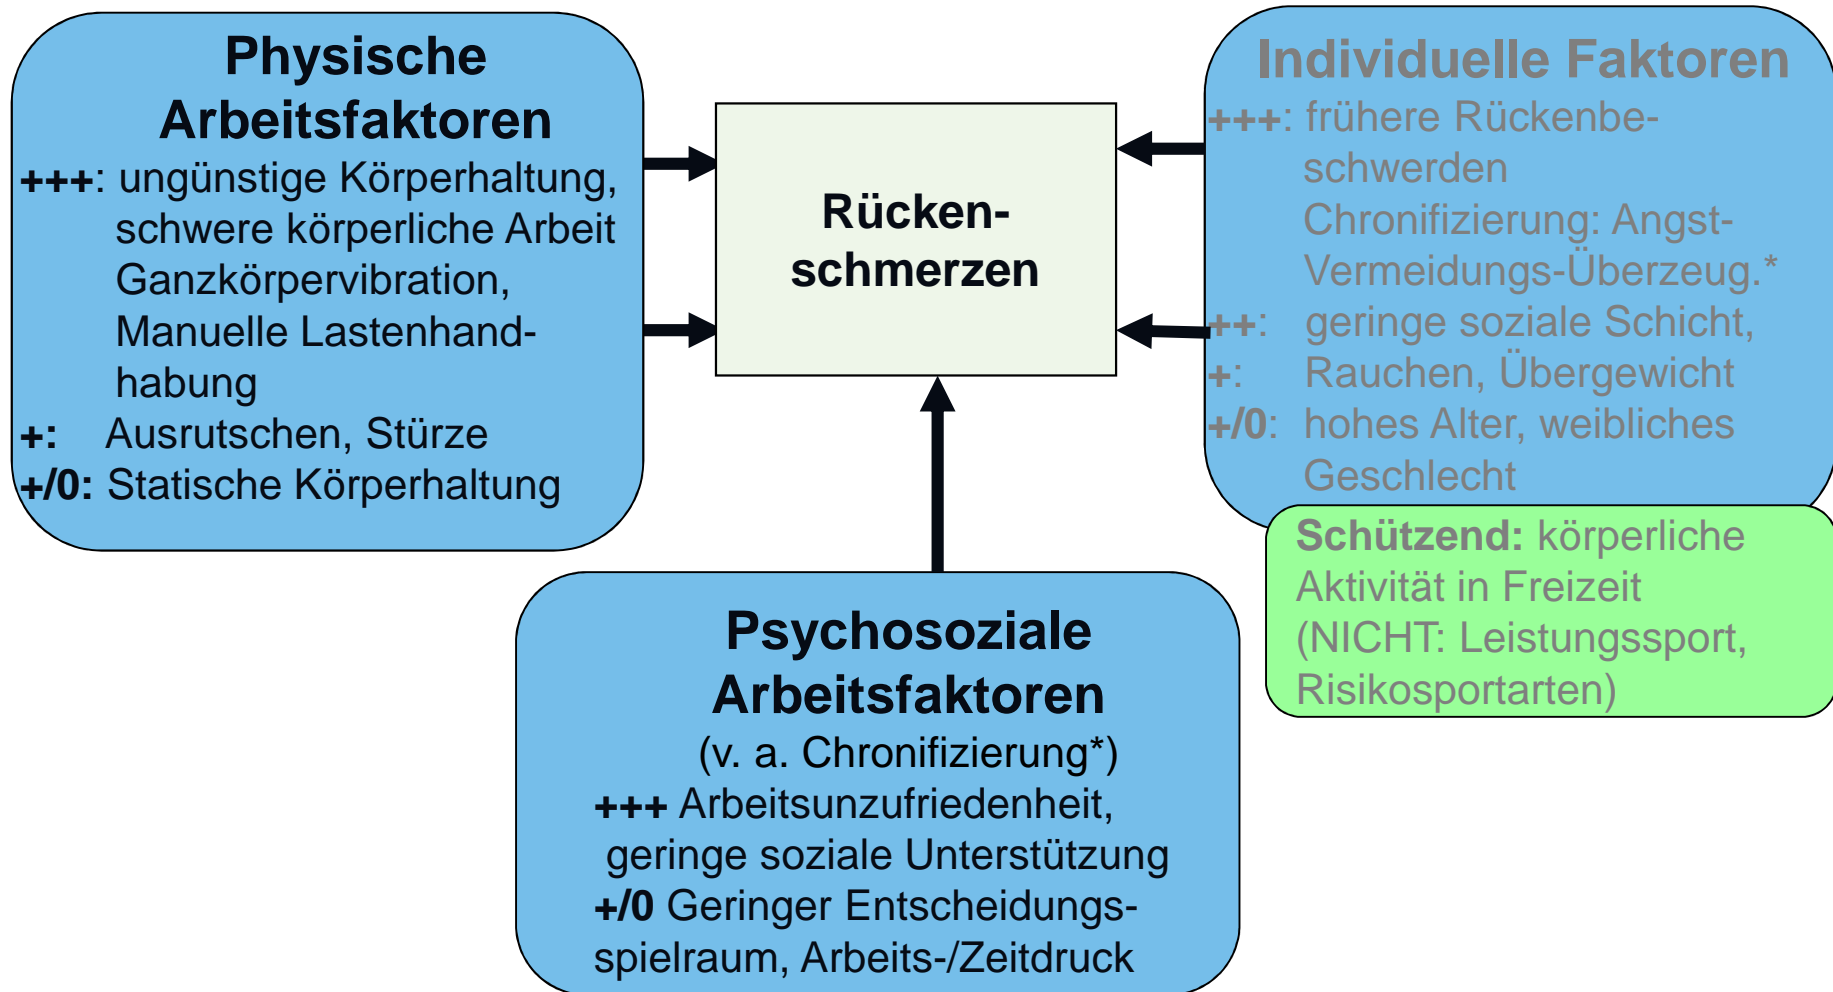 Physische
Arbeitsfaktoren
+++: ungünstige Körperhaltung,
schwere körperliche Arbeit
Ganzkörpervibration,
Manuelle Lastenhand-
habung
+: Ausrutschen, Stürze
+/0: Statische Körperhaltung
Rücken-
schmerzen
Individuelle Faktoren
+++: frühere Rückenbe-
schwerden
Chronifizierung: Angst-
Vermeidungs-Überzeug.*
++: geringe soziale Schicht,
+: Rauchen, Übergewicht
+/0: hohes Alter, weibliches
Geschlecht
Schützend: körperliche
Aktivität in Freizeit
(NICHT: Leistungssport,
Risikosportarten)
Psychosoziale
Arbeitsfaktoren
(v. a. Chronifizierung*)
+++ Arbeitsunzufriedenheit,
geringe soziale Unterstützung
+/0 Geringer Entscheidungs-
spielraum, Arbeits-/Zeitdruck